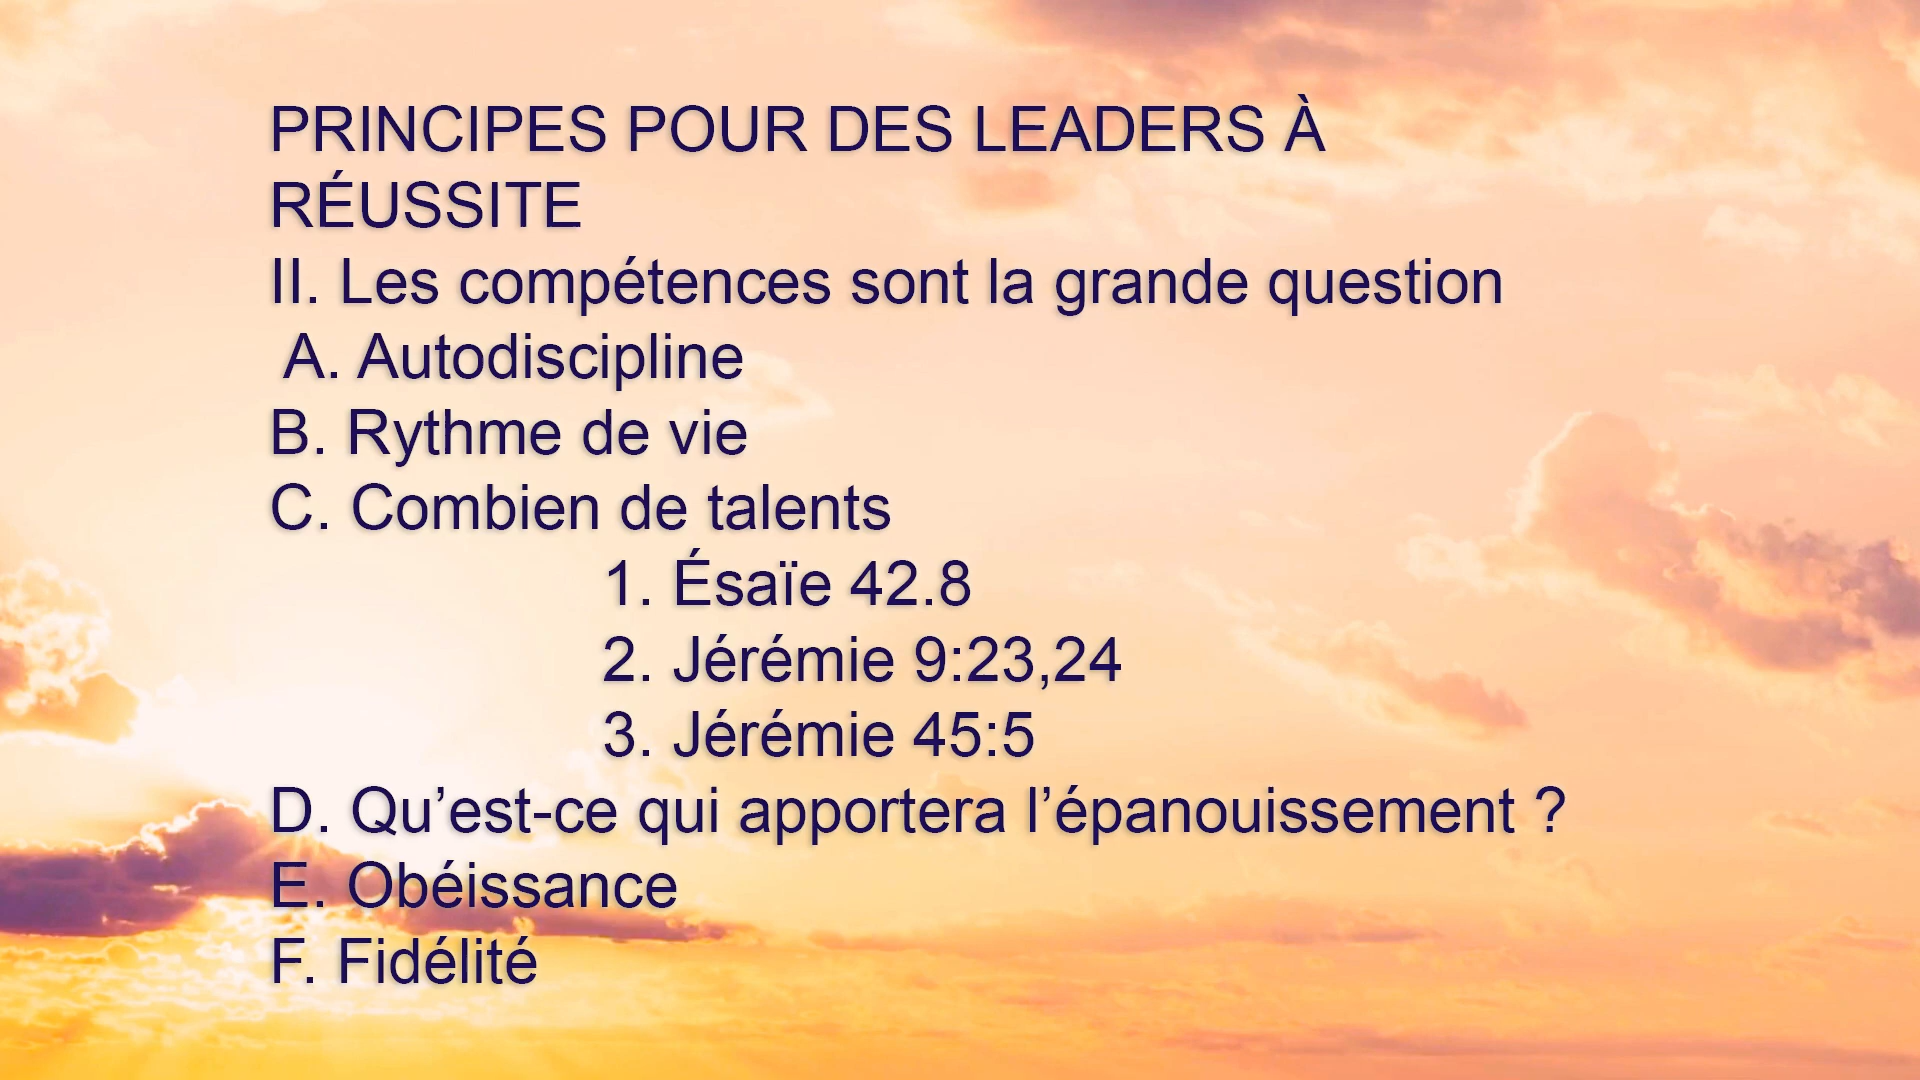 PRINCIPES POUR DES LEADERS À
RÉUSSITE
II. Les compétences sont la grande question
A. Autodiscipline
B. Rythme de vie
C. Combien de talents
1. Ésaïe 42.8
2. Jérémie 9:23,24
3. Jérémie 45:5
D. Qu’est-ce qui apportera l’épanouissement ?
E. Obéissance
F. Fidélité